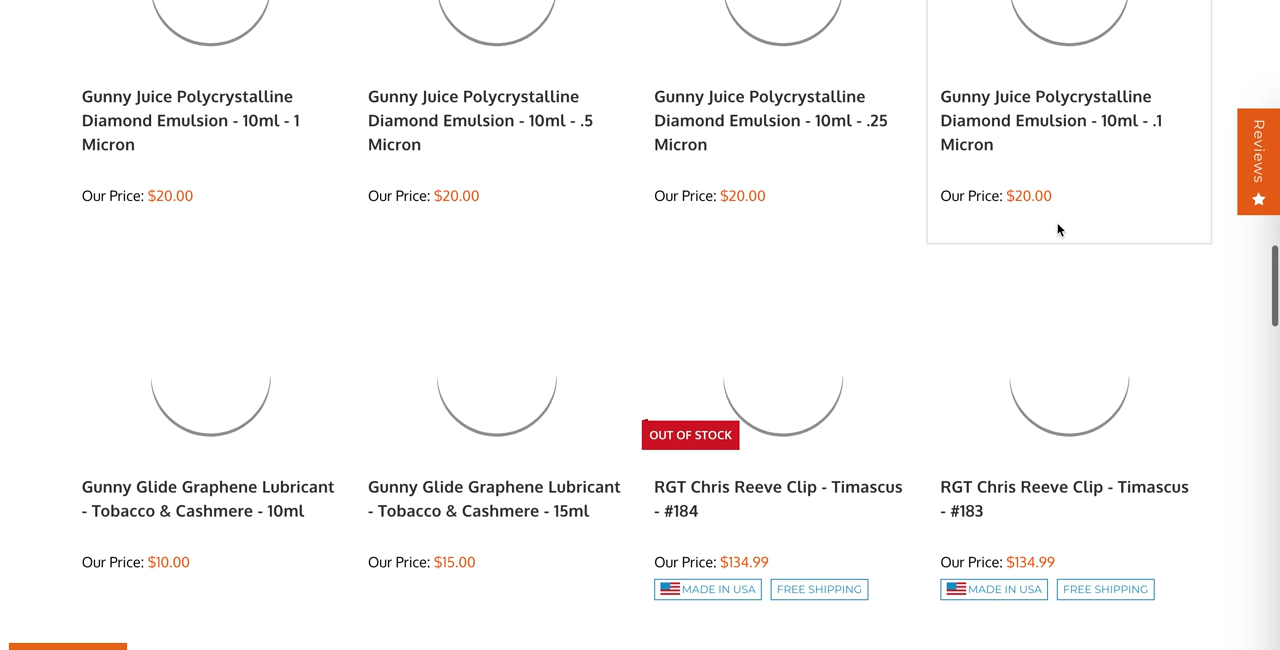 Gunny Juice Polycrystalline
Diamond Emulsion - 10ml - 1
Micron
Our Price: $20.00
Gunny Juice Polycrystalline
Diamond Emulsion - 10ml - .5
Micron
Our Price: $20.00
Gunny Juice Polycrystalline
Diamond Emulsion - 10ml - .25
Micron
Our Price: $20.00
Gunny Juice Polycrystalline
Diamond Emulsion - 10ml - .1
Micron
Our Price: $20.00
Reviews
Gunny Glide Graphene Lubricant
- Tobacco & Cashmere - 10ml
Our Price: $10.00
Gunny Glide Graphene Lubricant
- Tobacco & Cashmere - 15ml
Our Price: $15.00
OUT OF STOCK
RGT Chris Reeve Clip - Timascus
- #184
Our Price: $134.99
MADE IN USA
FREE SHIPPING
RGT Chris Reeve Clip - Timascus
- #183
Our Price: $134.99
MADE IN USA
FREE SHIPPING